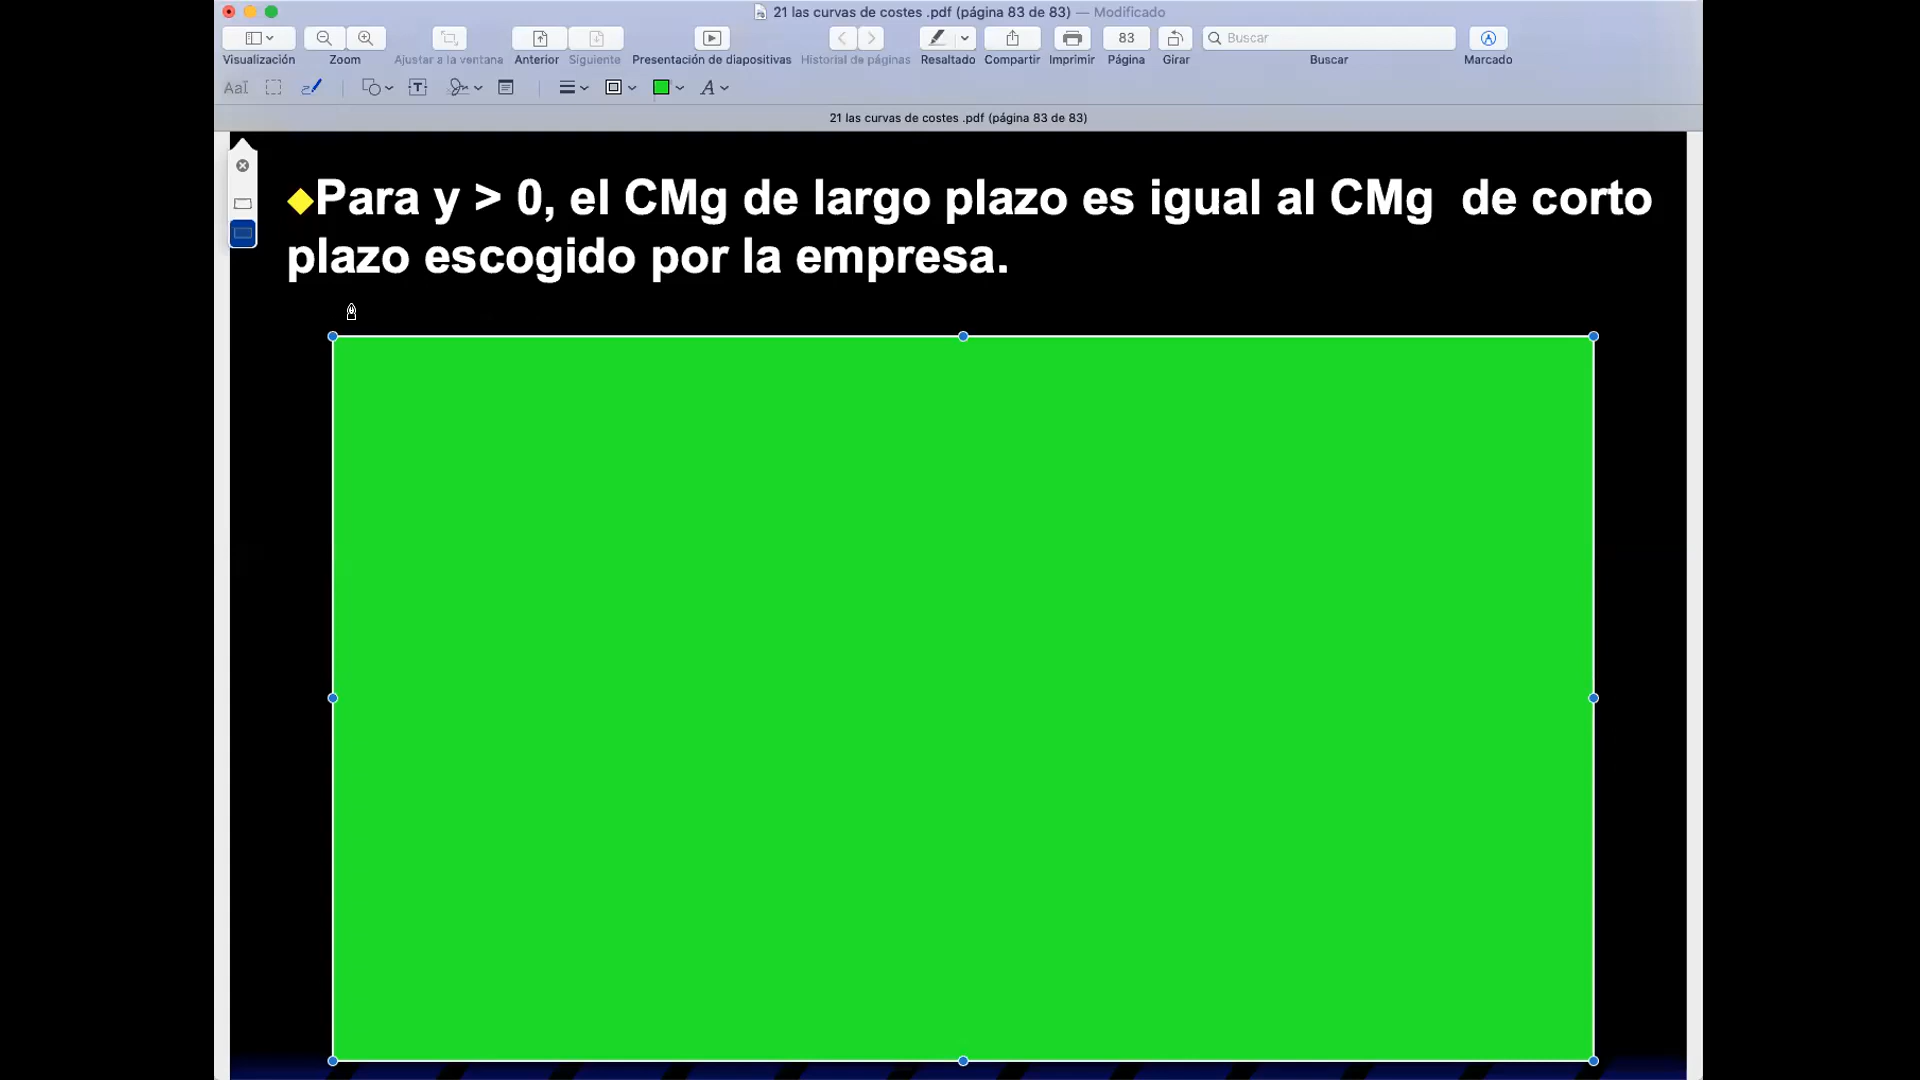 21 las curvas de costes .pdf (página 83 de 83) — Modificado
83
Buscar
Visualización
Zoom
Ajustar a la ventana
Anterior
Siguiente
Presentación de diapositivas
Historial de páginas
Resaltado
Compartir
Imprimir
Página
Girar
Buscar
Marcado
AaI
T
A
21 las curvas de costes .pdf (página 83 de 83)
Para y > 0, el CMg de largo plazo es igual al CMg de corto
plazo escogido por la empresa.